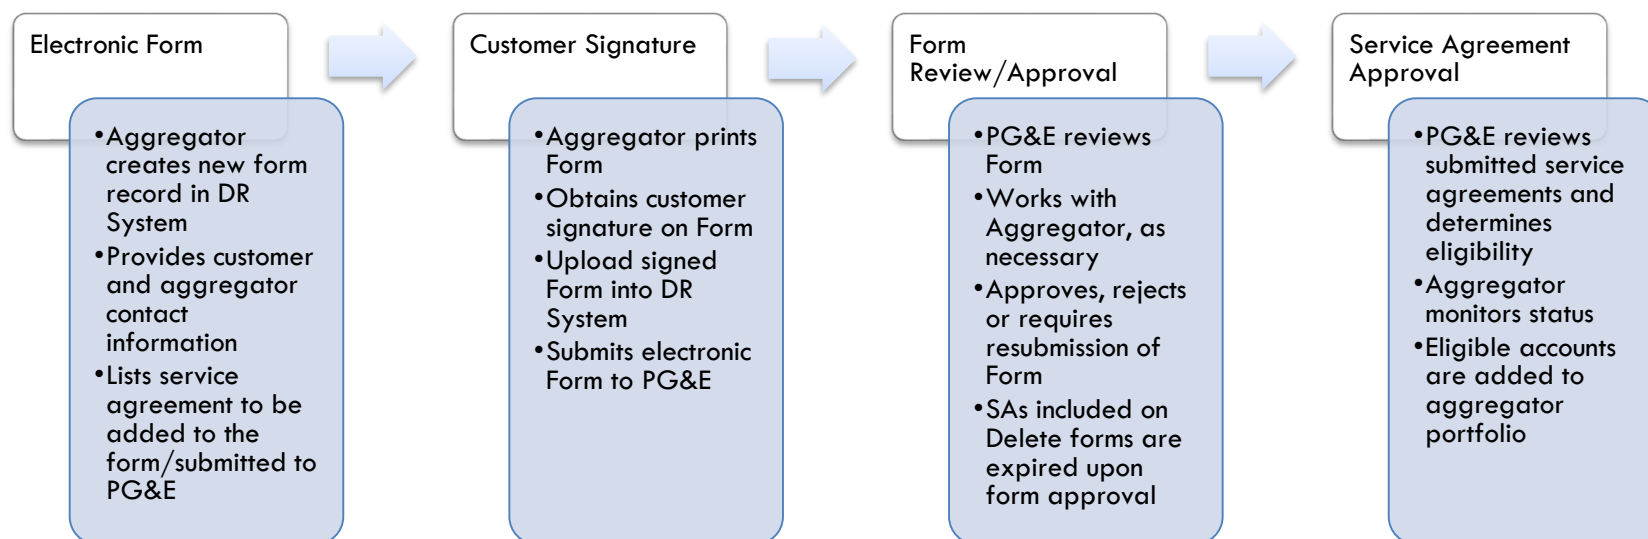 Electronic Form
•Aggregator
creates new form
record in DR
System
•Provides customer
and aggregator
contact
information
•Lists service
agreement to be
added to the
form/submitted to
PG&E
Customer Signature
•Aggregator prints
Form
•Obtains customer
signature on Form
•Upload signed
Form into DR
System
•Submits electronic
Form to PG&E
Form
Review/Approval
•PG&E reviews
Form
•Works with
Aggregator, as
necessary
•Approves, rejects
or requires
resubmission of
Form
•SAs included on
Delete forms are
expired upon
form approval
Service Agreement
Approval
•PG&E reviews
submitted service
agreements and
determines
eligibility
•Aggregator
monitors status
•Eligible accounts
are added to
aggregator
portfolio